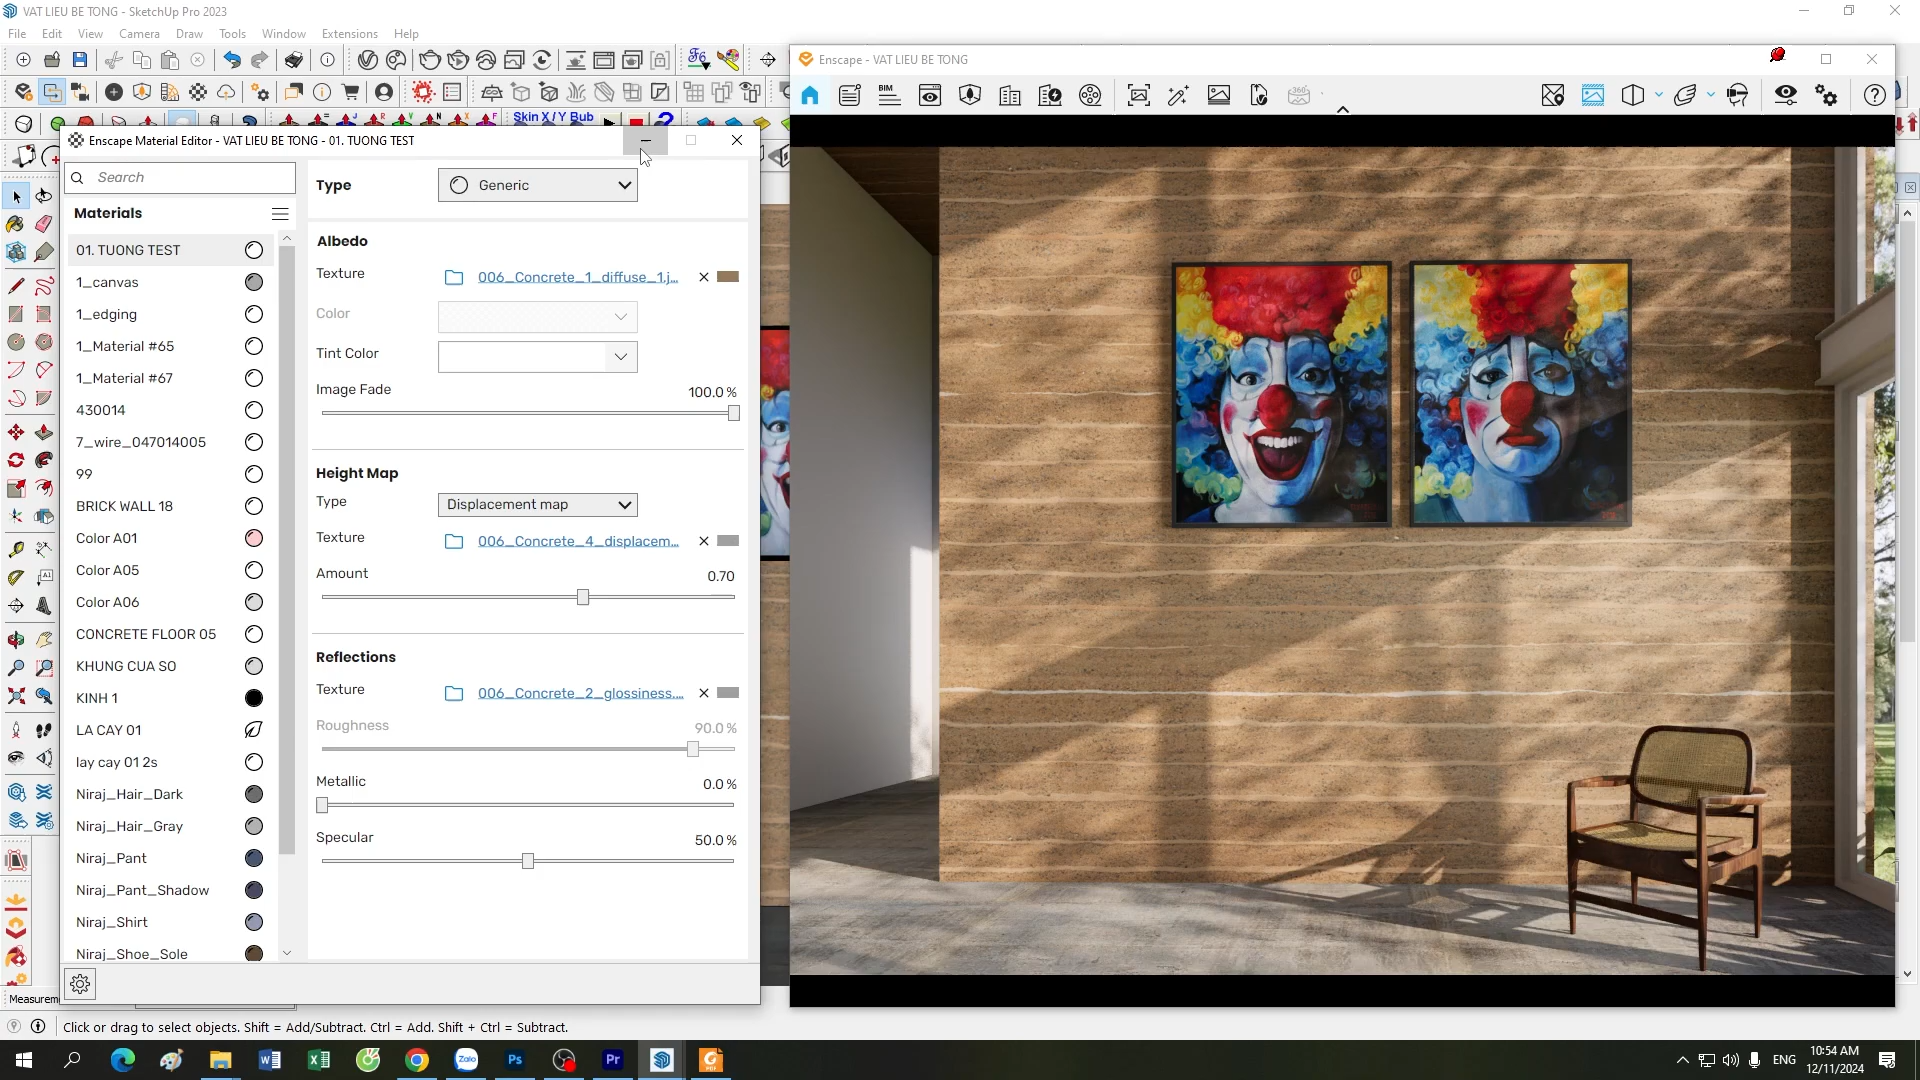 VAT LIEU BE TONG - SketchUp Pro 2023
File Edit View Camera Draw Tools Window Extensions Help
Skin X / Y Bub
Enscape Material Editor - VAT LIEU BE TONG - 01. TUONG TEST
Search
Materials
01. TUONG TEST
1_canvas
1_edging
1_Material #65
1_Material #67
430014
7_wire_047014005
99
BRICK WALL 18
Color A01
Color A05
Color A06
CONCRETE FLOOR 05
KHUNG CUA SO
KINH 1
LA CAY 01
lay cay 01 2s
Niraj_Hair_Dark
Niraj_Hair_Gray
Niraj_Pant
Niraj_Pant_Shadow
Niraj_Shirt
Niraj_Shoe_Sole
Type Generic
Albedo
Texture 006_Concrete_1_diffuse_1.j...
Color
Tint Color
Image Fade 100.0 %
Height Map
Type Displacement map
Texture 006_Concrete_4_displacem...
Amount 0.70
Reflections
Texture 006_Concrete_2_glossiness....
Roughness 90.0 %
Metallic 0.0 %
Specular 50.0 %
Enscape - VAT LIEU BE TONG
BIM
360°
Measurem
Click or drag to select objects. Shift = Add/Subtract. Ctrl = Add. Shift + Ctrl = Subtract.
Zalo
Ps
Pr
ENG
10:54 AM
12/11/2024